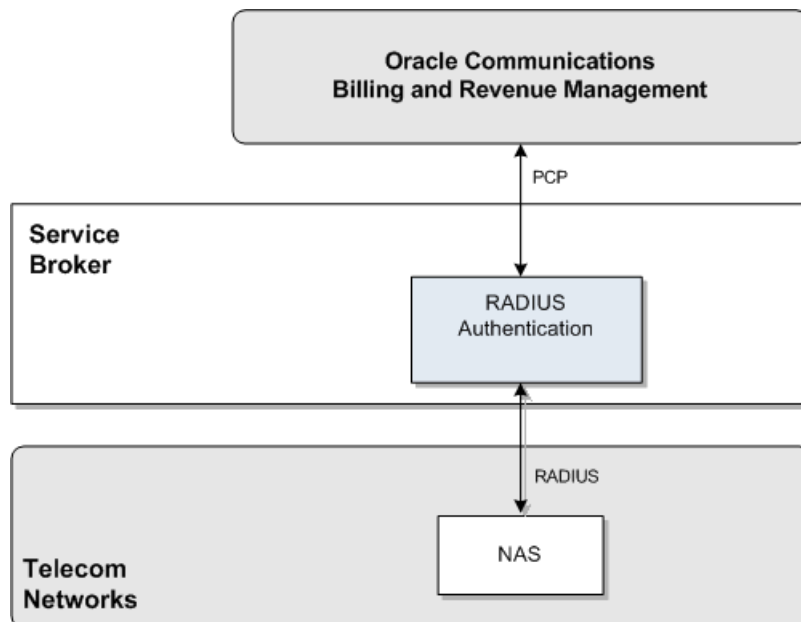 Oracle Communications
Billing and Revenue Management
PCP
Service
Broker
RADIUS
Authentication
RADIUS
NAS
Telecom
Networks